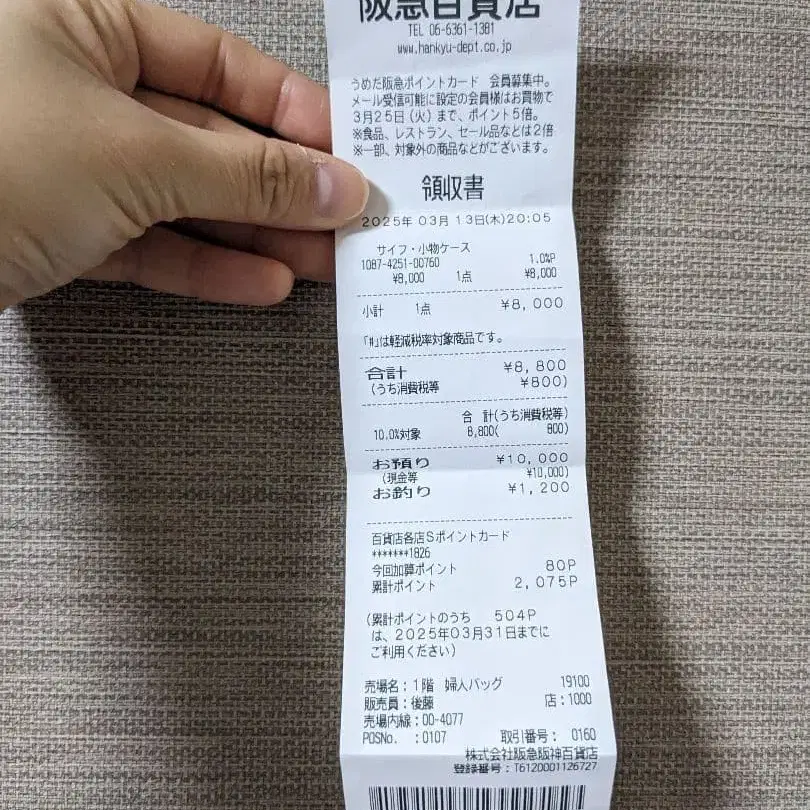 阪急百貨店
TEL 06-6361-1381
www.hankyu-dept.co.jp
うめだ阪急ポイントカード 会員募集中。
メール受信可能に設定の会員様はお買物で
3月25日(火)まで、ポイント5倍。
※食品、レストラン、セール品などは2倍
※一部、対象外の商品などがございます。
領収書
2025年 03月 13日(木)20:05
サイフ・小物ケース
1087-4251-00760 1.0%P
¥8,000 1点 ¥8,000
小計 1点 ¥8,000
「#」は軽減税率対象商品です。
合計 ¥8,800
(うち消費税等 ¥800)
合 計(うち消費税等)
10.0%対象 8,800( 800)
お預り ¥10,000
(現金等 ¥10,000)
お釣り ¥1,200
百貨店各店Sポイントカード
*******1826
今回加算ポイント 80P
累計ポイント 2,075P
(累計ポイントのうち 504P
は、2025年03月31日までに
ご利用ください)
売場名:1階 婦人バッグ 19100
販売員:後藤 店:1000
売場内線:00-4077
POSNo. :0107 取引番号: 0160
株式会社阪急阪神百貨店
登録番号:T6120001126727